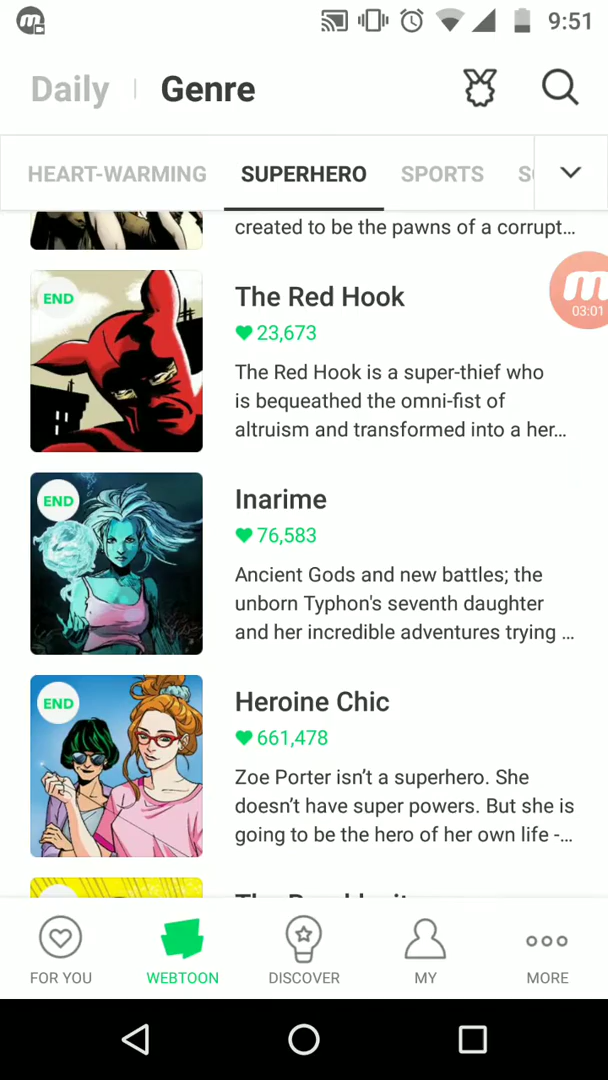 9:51
Daily
Genre
HEART-WARMING
SUPERHERO
SPORTS
created to be the pawns of a corrupt...
03:01
END
The Red Hook
23,673
The Red Hook is a super-thief who
is bequeathed the omni-fist of
altruism and transformed into a her...
END
Inarime
76,583
Ancient Gods and new battles; the
unborn Typhon's seventh daughter
and her incredible adventures trying ...
END
Heroine Chic
661,478
Zoe Porter isn’t a superhero. She
doesn’t have super powers. But she is
going to be the hero of her own life -...
FOR YOU
WEBTOON
DISCOVER
MY
MORE